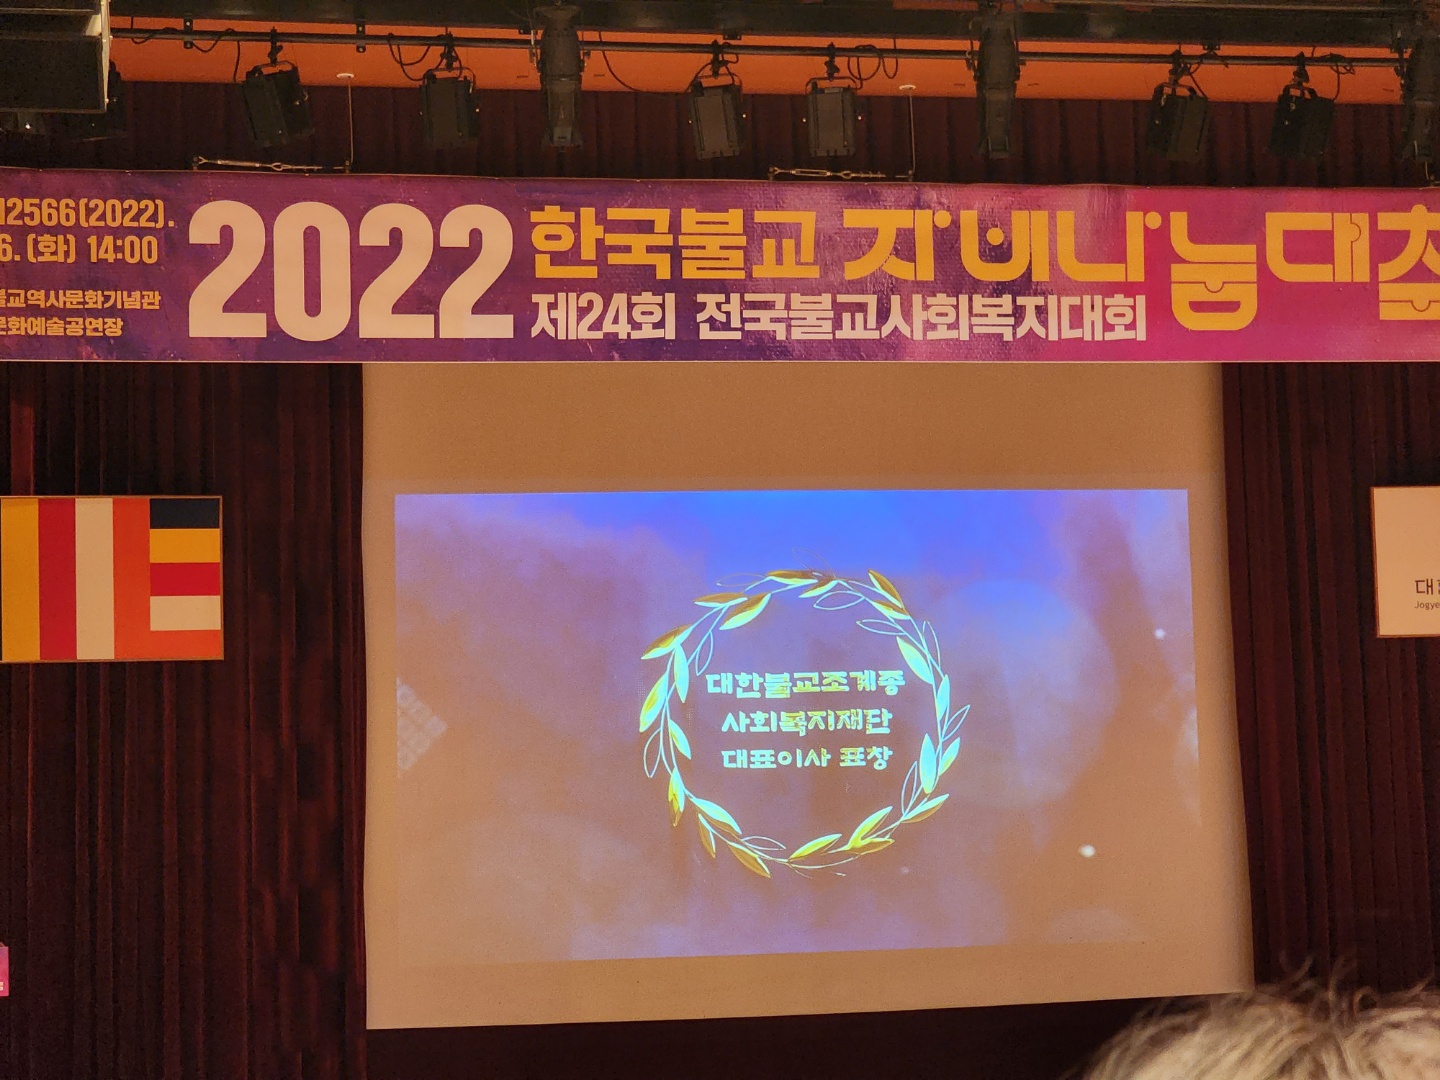 2566(2022).
6. (화) 14:00
불교역사문화기념관
문화예술공연장
2022 한국불교 자비나눔대
제24회 전국불교사회복지대회
대한불교조계종
사회복지재단
대표이사 표창
대
Jogye